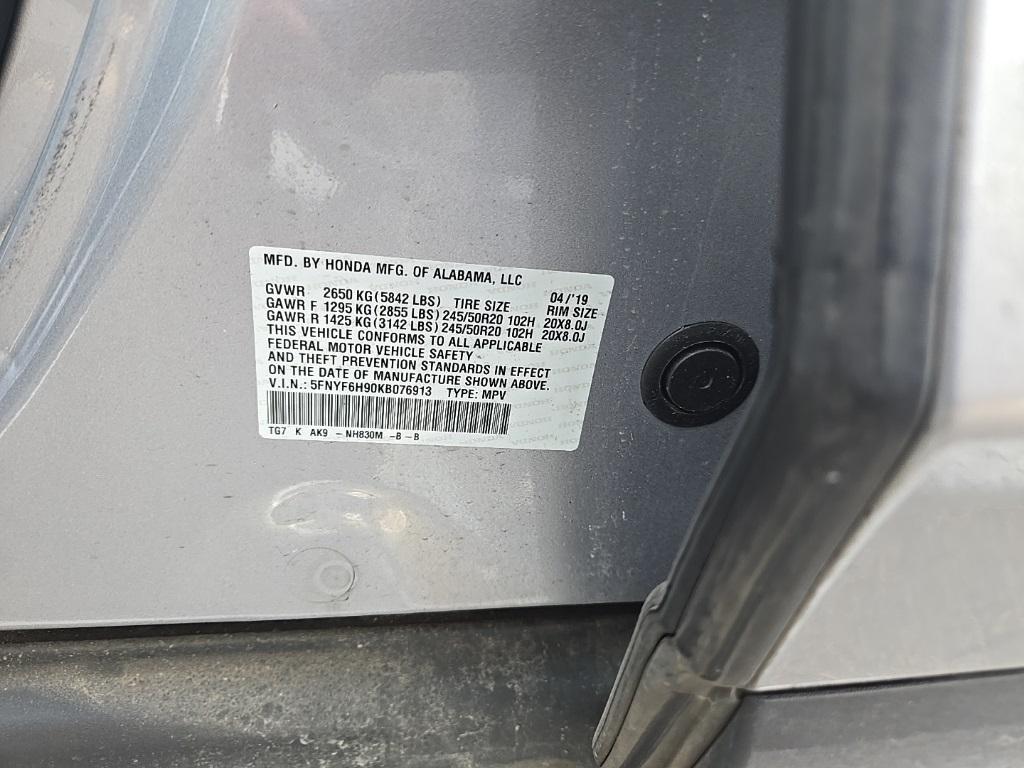 MFD. BY HONDA MFG. OF ALABAMA, LLC
GVWR 2650 KG (5842 LBS) TIRE SIZE 04/'19
GAWR F 1295 KG (2855 LBS) 245/50R20 102H RIM SIZE 20X8.0J
GAWR R 1425 KG (3142 LBS) 245/50R20 102H 20X8.0J
THIS VEHICLE CONFORMS TO ALL APPLICABLE
FEDERAL MOTOR VEHICLE SAFETY
AND THEFT PREVENTION STANDARDS IN EFFECT
ON THE DATE OF MANUFACTURE SHOWN ABOVE.
V.I.N.: 5FNYF6H90KB076913 TYPE: MPV
TG7 K AK9 -NH830M -B-B